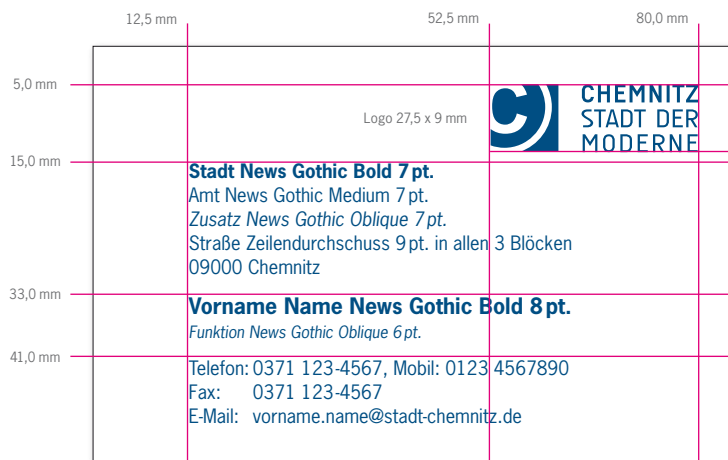 12,5 mm
52,5 mm
80,0 mm
5,0 mm
CHEMNITZ
STADT DER
MODERNE
Logo 27,5 x 9 mm
15,0 mm
Stadt News Gothic Bold 7 pt.
Amt News Gothic Medium 7 pt.
Zusatz News Gothic Oblique 7 pt.
Straße Zeilendurchschuss 9 pt. in allen 3 Blöcken
09000 Chemnitz
33,0 mm
Vorname Name News Gothic Bold 8 pt.
Funktion News Gothic Oblique 6 pt.
41,0 mm
Telefon: 0371 123-4567, Mobil: 0123 4567890
Fax: 0371 123-4567
E-Mail: vorname.name@stadt-chemnitz.de